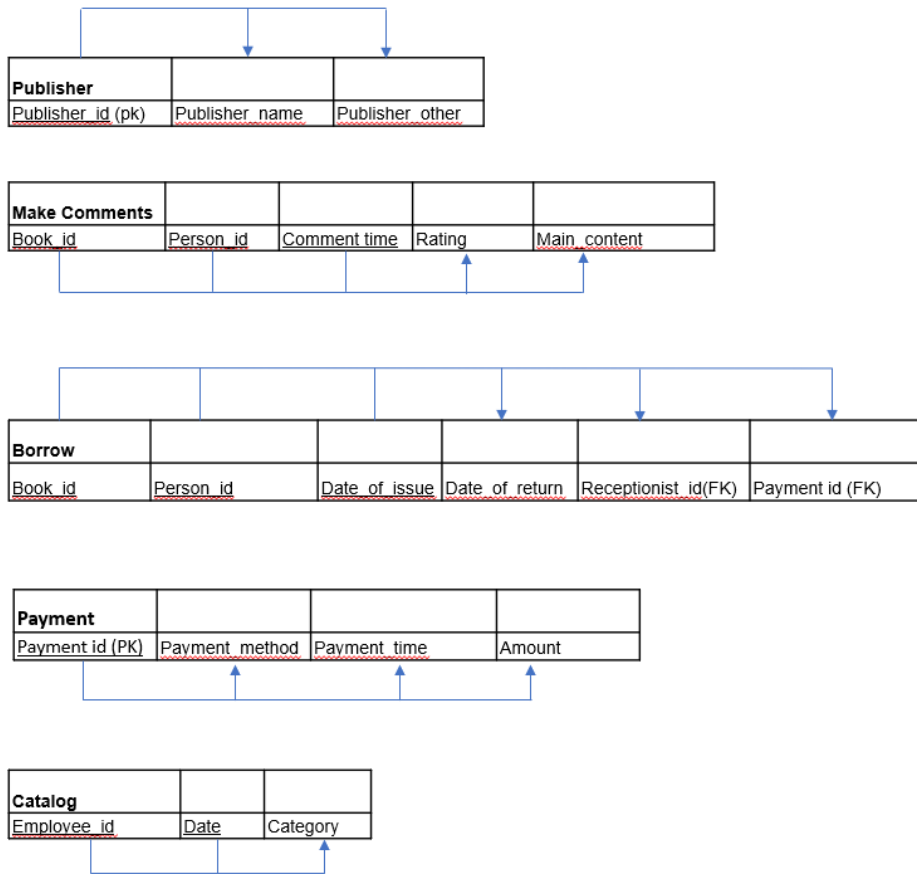 Publisher
Publisher_id (pk) Publisher_name Publisher_other
Make Comments
Book_id Person_id Comment time Rating Main_content
Borrow
Book_id Person_id Date_of_issue Date_of_return Receptionist_id(FK) Payment id (FK)
Payment
Payment id (PK) Payment_method Payment_time Amount
Catalog
Employee_id Date Category